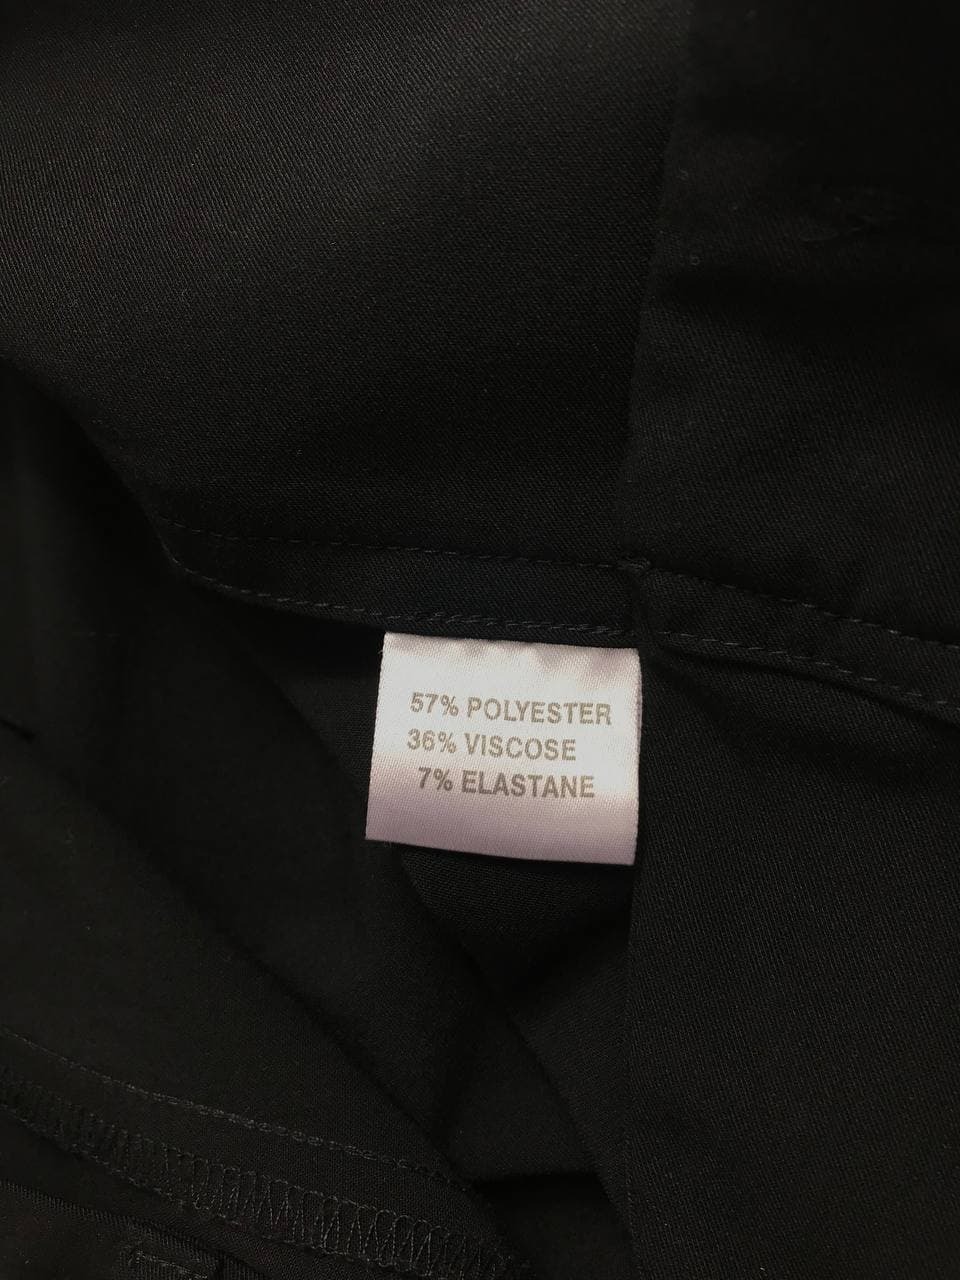 57% POLYESTER
36% VISCOSE
7% ELASTANE